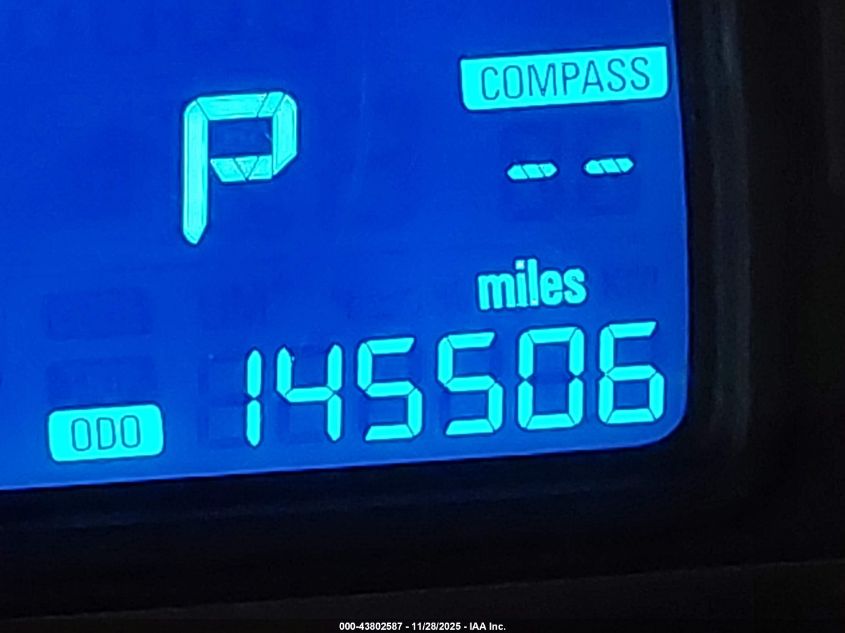 COMPASS
P
--
miles
ODO 145506
000-43802587 - 11/28/2025 - IAA Inc.